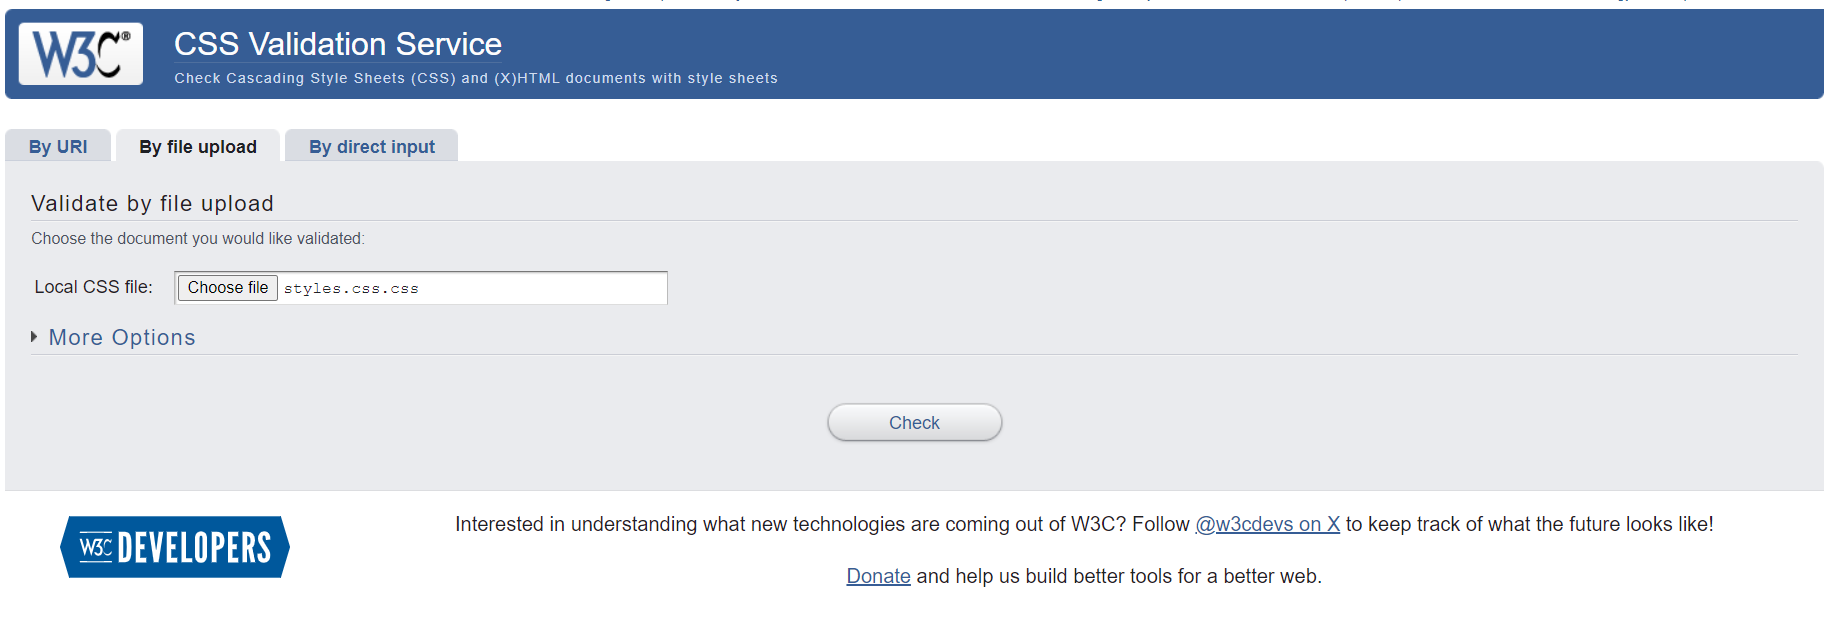 W3C®
CSS Validation Service
Check Cascading Style Sheets (CSS) and (X)HTML documents with style sheets
By URI
By file upload
By direct input
Validate by file upload
Choose the document you would like validated:
Local CSS file:
Choose file
styles.css.css
More Options
Check
W3C DEVELOPERS
Interested in understanding what new technologies are coming out of W3C? Follow @w3cdevs on X to keep track of what the future looks like!
Donate and help us build better tools for a better web.